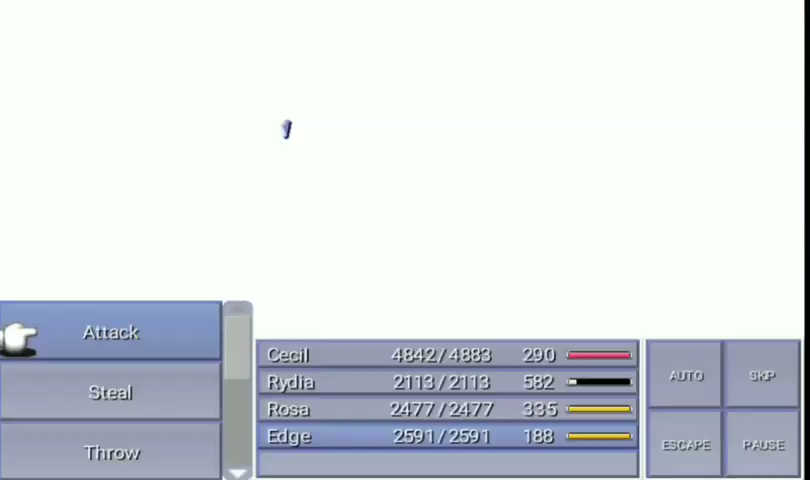 Attack
Steal
Throw
Cecil 4842/4883 290
Rydia 2113/2113 582
Rosa 2477/2477 335
Edge 2591/2591 188
AUTO SKIP
ESCAPE PAUSE